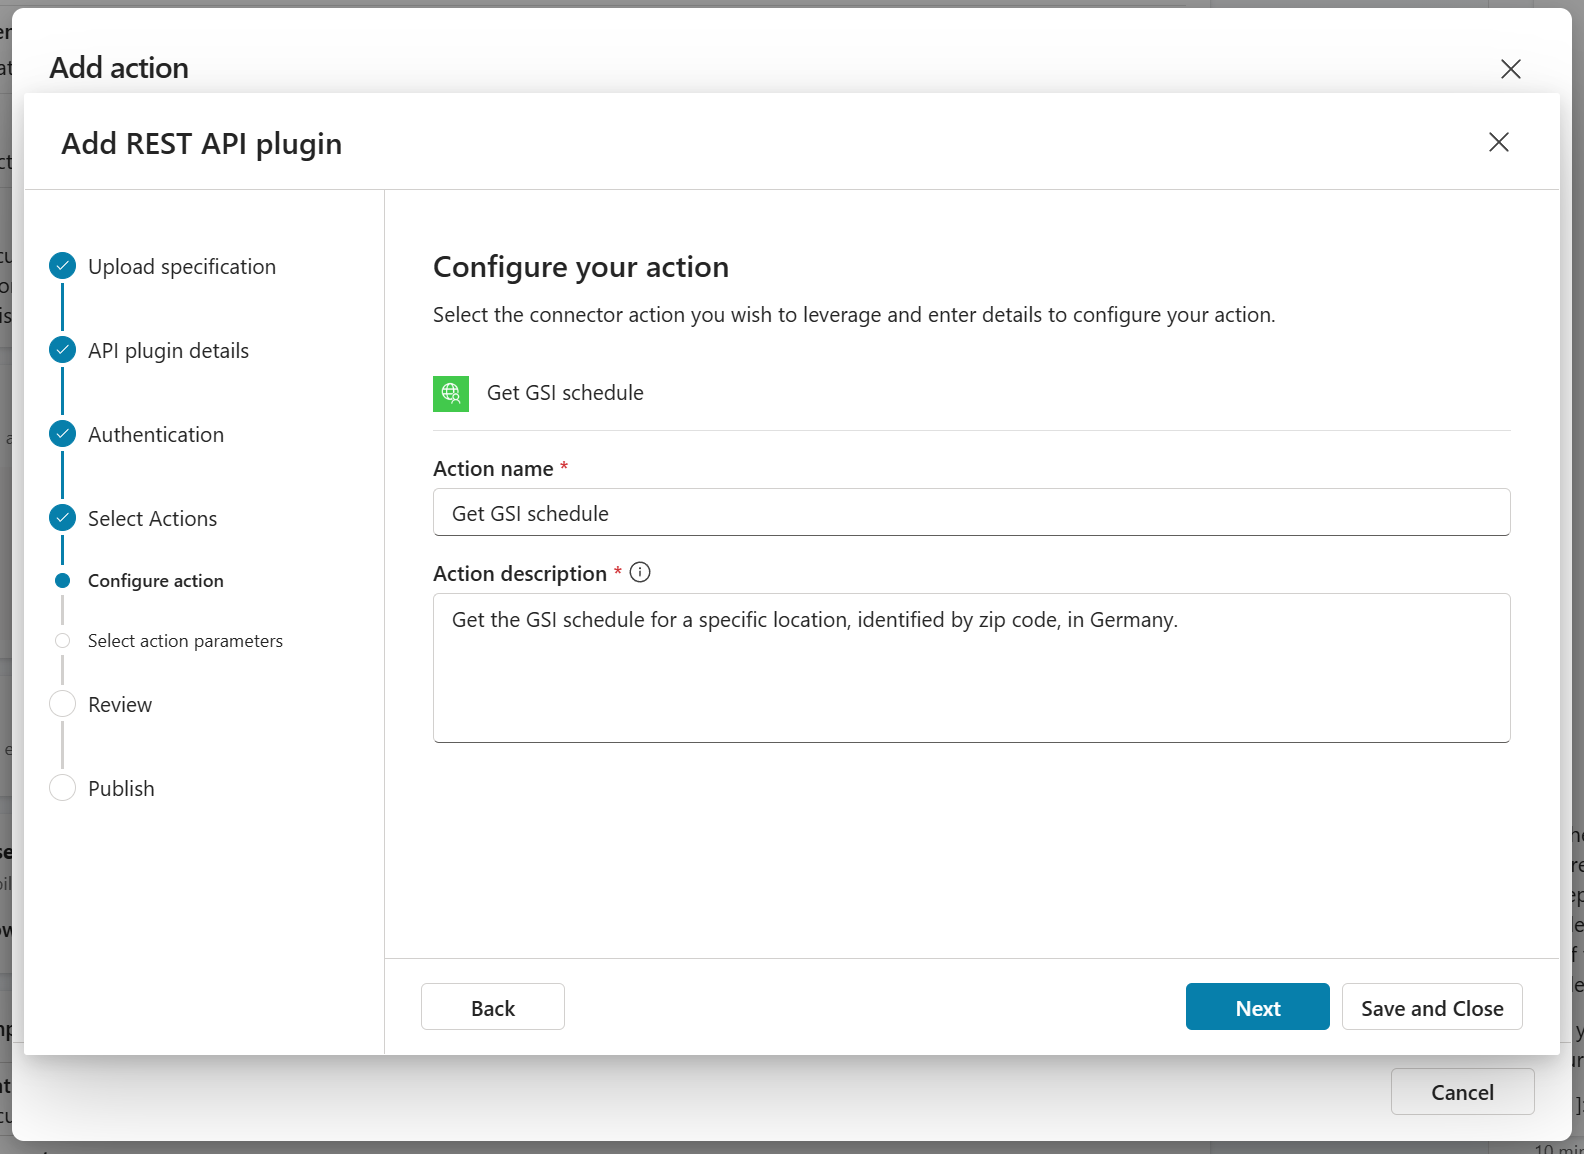 Add action
Add REST API plugin
Upload specification
API plugin details
Authentication
Select Actions
Configure action
Select action parameters
Review
Publish
Configure your action
Select the connector action you wish to leverage and enter details to configure your action.
Get GSI schedule
Action name *
Get GSI schedule
Action description *
Get the GSI schedule for a specific location, identified by zip code, in Germany.
Back
Next
Save and Close
Cancel